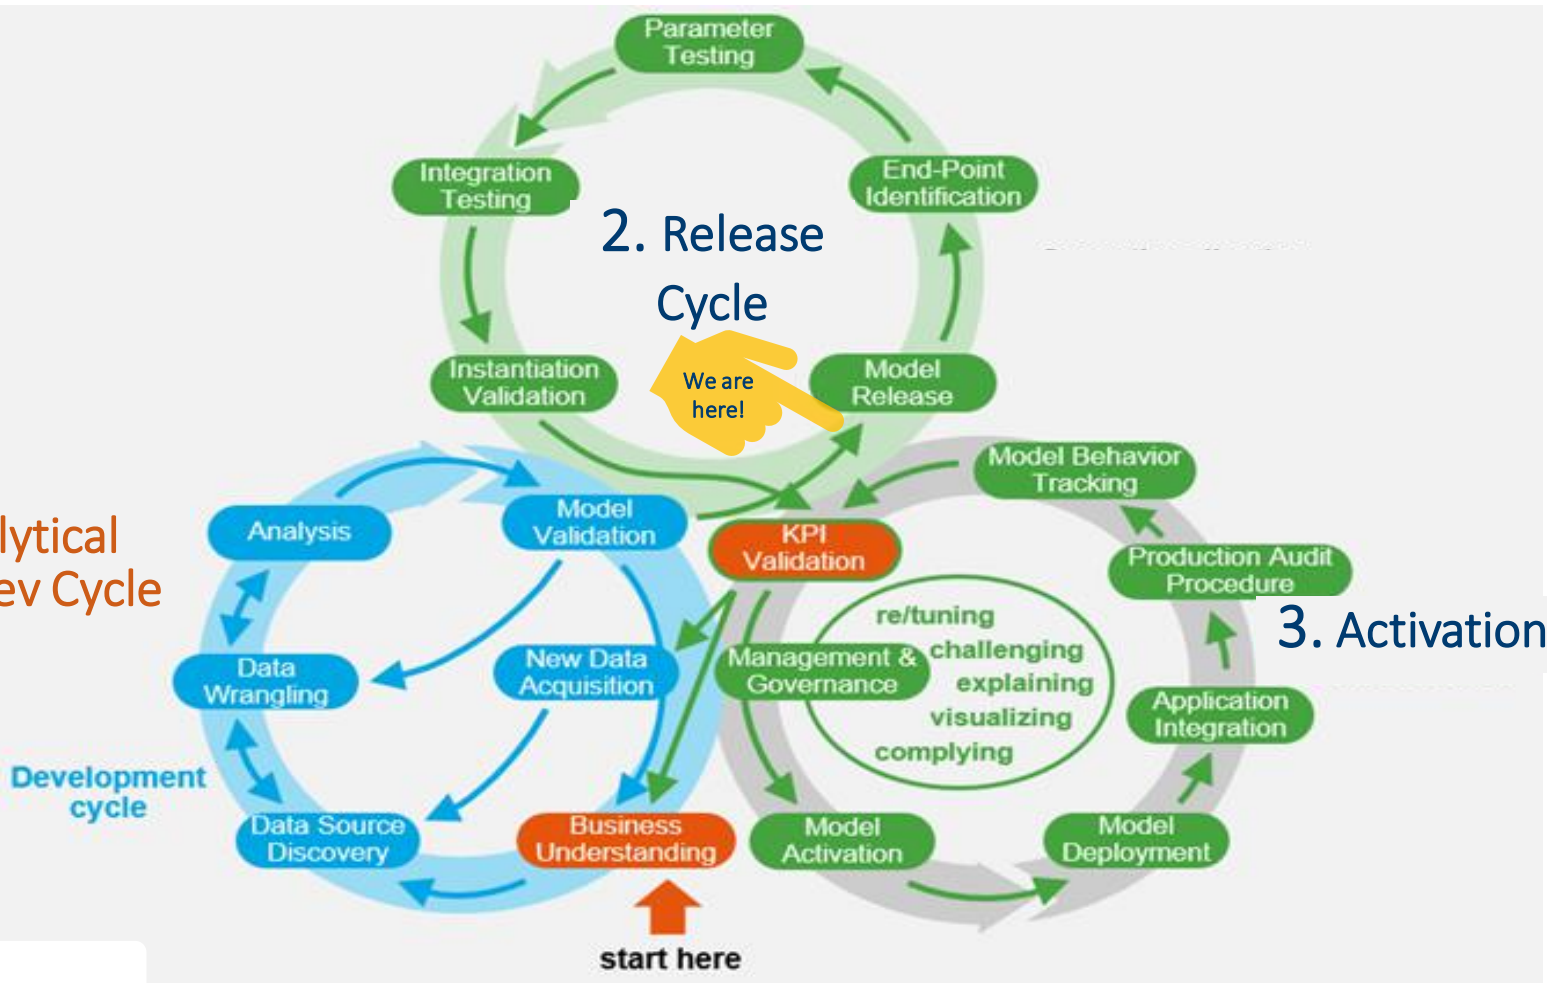 Parameter
Testing
Integration
Testing
End-Point
Identification
2. Release
Cycle
Instantiation
Validation
We are
here!
Model
Release
Model Behavior
Tracking
Analysis
Model
Validation
KPI
Validation
lytical
ev Cycle
Production Audit
Procedure
re/tuning
challenging
explaining
visualizing
complying
3. Activation
Data
Wrangling
New Data
Acquisition
Management &
Governance
Application
Integration
Development
cycle
Data Source
Discovery
Business
Understanding
Model
Activation
Model
Deployment
start here